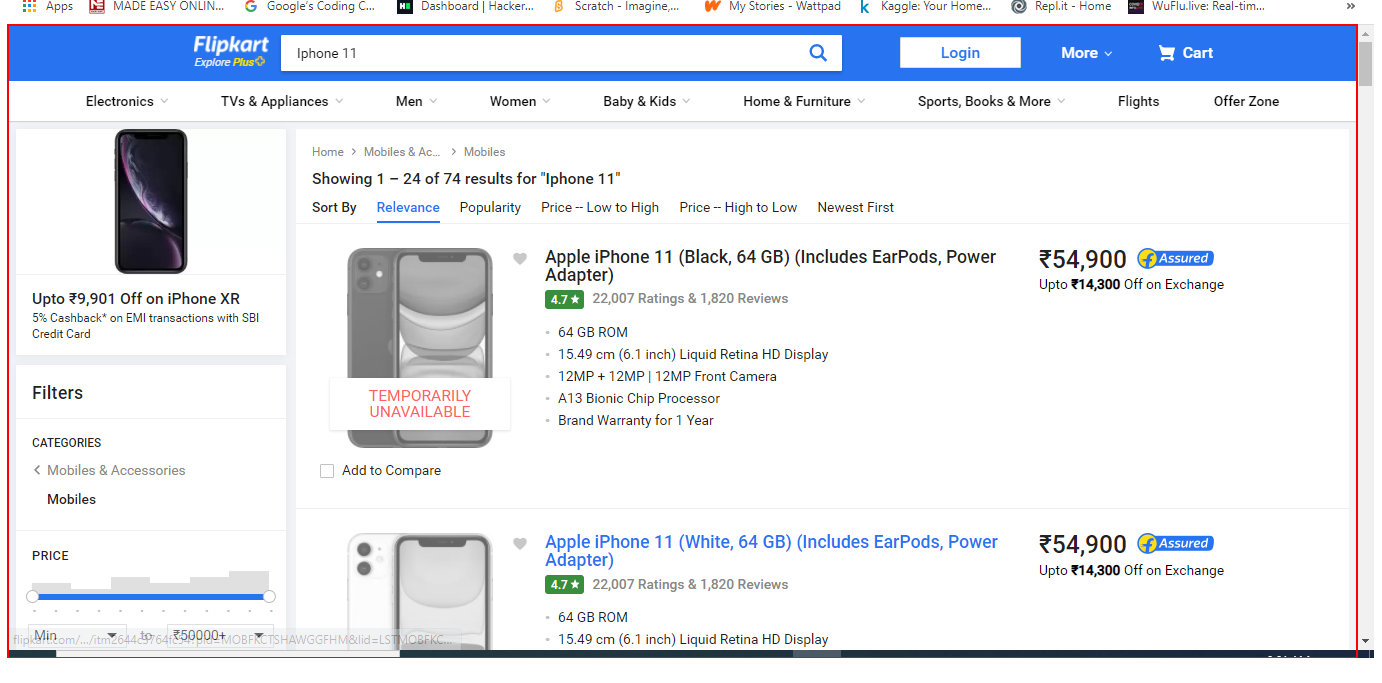 Apps MADE EASY ONLIN... Google's Coding C... Dashboard | Hacker... Scratch - Imagine,... My Stories - Wattpad Kaggle: Your Home... Repl.it - Home WuFlu.live: Real-tim... »
Flipkart
Explore Plus
Iphone 11
Login
More
Cart
Electronics TVs & Appliances Men Women Baby & Kids Home & Furniture Sports, Books & More Flights Offer Zone
Upto ₹9,901 Off on iPhone XR
5% Cashback* on EMI transactions with SBI
Credit Card
Filters
CATEGORIES
Mobiles & Accessories
Mobiles
PRICE
Min to ₹50000+
Home > Mobiles & Ac... > Mobiles
Showing 1 – 24 of 74 results for "Iphone 11"
Sort By Relevance Popularity Price -- Low to High Price -- High to Low Newest First
TEMPORARILY
UNAVAILABLE
Add to Compare
Apple iPhone 11 (Black, 64 GB) (Includes EarPods, Power
Adapter)
4.7★ 22,007 Ratings & 1,820 Reviews
64 GB ROM
15.49 cm (6.1 inch) Liquid Retina HD Display
12MP + 12MP | 12MP Front Camera
A13 Bionic Chip Processor
Brand Warranty for 1 Year
₹54,900 Assured
Upto ₹14,300 Off on Exchange
Apple iPhone 11 (White, 64 GB) (Includes EarPods, Power
Adapter)
4.7★ 22,007 Ratings & 1,820 Reviews
64 GB ROM
15.49 cm (6.1 inch) Liquid Retina HD Display
₹54,900 Assured
Upto ₹14,300 Off on Exchange